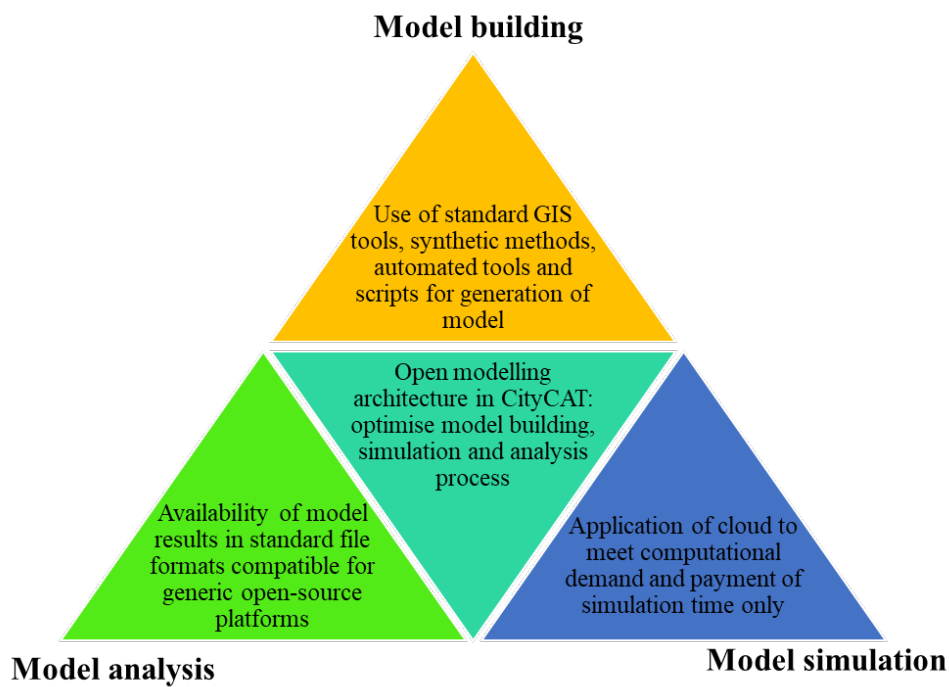 Model building
Use of standard GIS
tools, synthetic methods,
automated tools and
scripts for generation of
model
Open modelling
architecture in CityCAT:
optimise model building,
simulation and analysis
process
Availability of model
results in standard file
formats compatible for
generic open-source
platforms
Application of cloud to
meet computational
demand and payment of
simulation time only
Model analysis
Model simulation